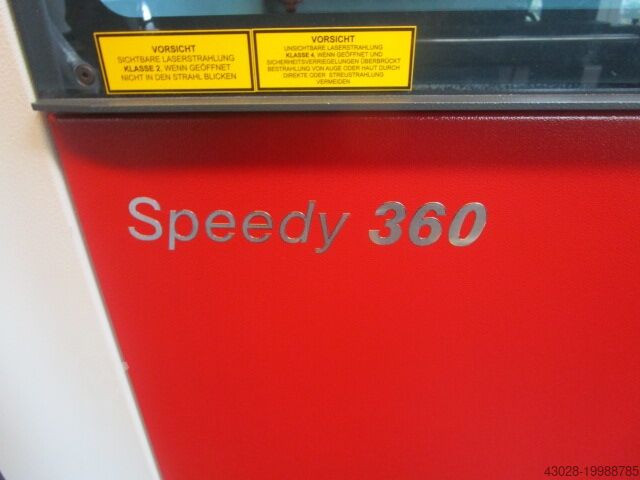 VORSICHT
SICHTBARE LASERSTRAHLUNG
KLASSE 2, WENN GEÖFFNET
NICHT IN DEN STRAHL BLICKEN
VORSICHT
UNSICHTBARE LASERSTRAHLUNG
KLASSE 4, WENN GEÖFFNET UND
SICHERHEITSVERRIEGELUNGEN ÜBERBRÜCKT
BESTRAHLUNG VON AUGE ODER HAUT DURCH
DIREKTE ODER STREUSTRAHLUNG
VERMEIDEN
Speedy 360
43028-19988785